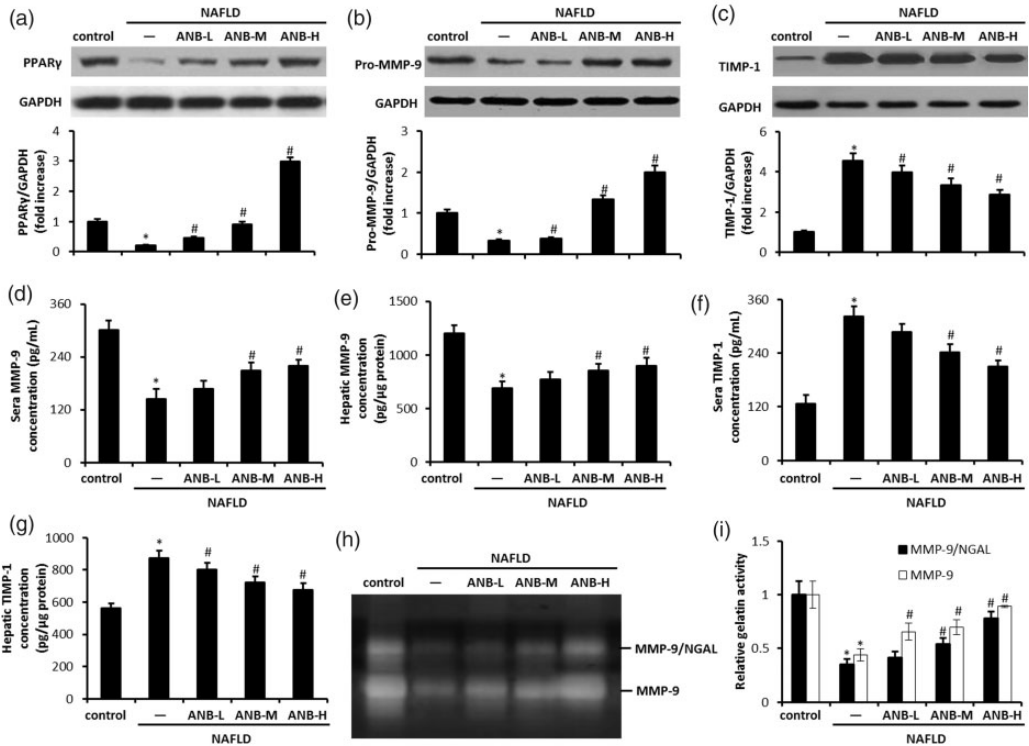 (a)
NAFLD
control — ANB-L ANB-M ANB-H
PPARγ
GAPDH
PPARγ/GAPDH
(fold increase)
4
3
2
1
0
*
#
#
#
(b)
NAFLD
control — ANB-L ANB-M ANB-H
Pro-MMP-9
GAPDH
Pro-MMP-9/GAPDH
(fold increase)
3
2
1
0
*
#
#
#
(c)
NAFLD
control — ANB-L ANB-M ANB-H
TIMP-1
GAPDH
TIMP-1/GAPDH
(fold increase)
6
4
2
0
*
#
#
#
(d)
Sera MMP-9
concentration (pg/mL)
360
240
120
0
*
#
#
control — ANB-L ANB-M ANB-H
NAFLD
(e)
Hepatic MMP-9
concentration
(pg/μg protein)
1500
1000
500
0
*
#
#
control — ANB-L ANB-M ANB-H
NAFLD
(f)
Sera TIMP-1
concentration (pg/mL)
360
240
120
0
*
#
#
control — ANB-L ANB-M ANB-H
NAFLD
(g)
Hepatic TIMP-1
concentration
(pg/μg protein)
1000
800
600
400
200
0
*
#
#
#
control — ANB-L ANB-M ANB-H
NAFLD
(h)
NAFLD
control — ANB-L ANB-M ANB-H
MMP-9/NGAL
MMP-9
(i)
Relative gelatin activity
1.5
1
0.5
0
MMP-9/NGAL
MMP-9
* *
#
# #
# #
control — ANB-L ANB-M ANB-H
NAFLD